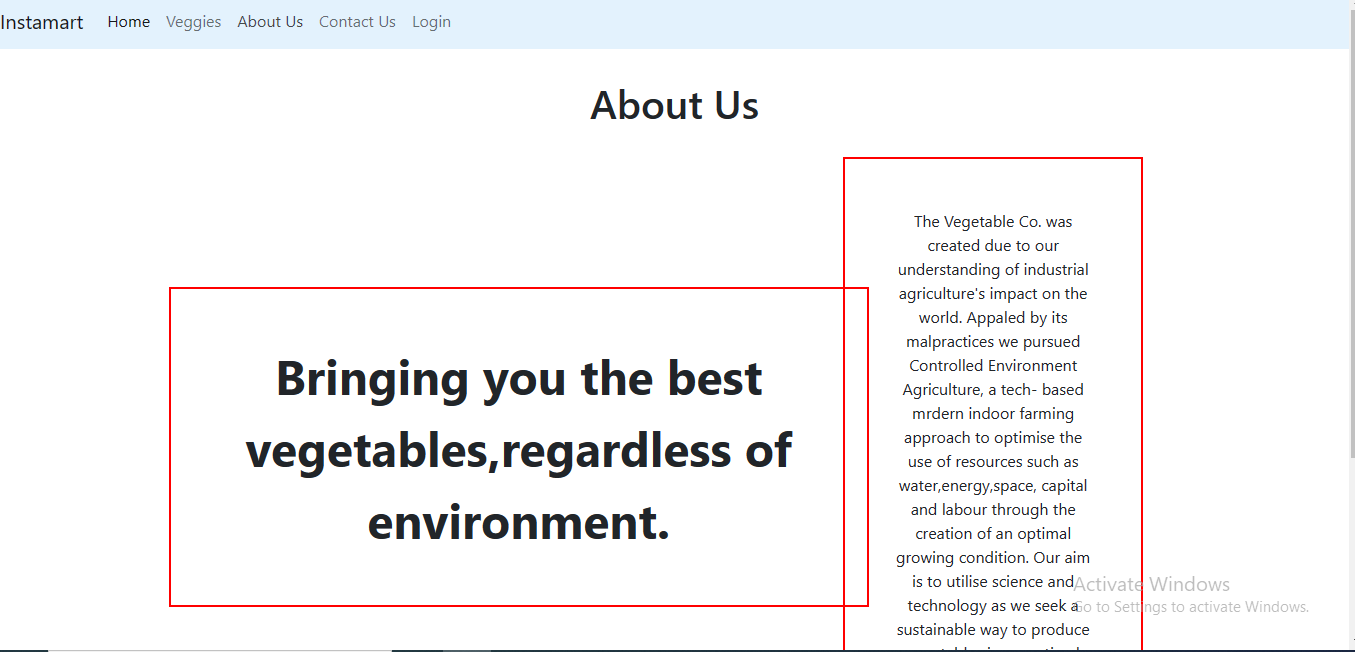 Instamart Home Veggies About Us Contact Us Login
About Us
Bringing you the best
vegetables,regardless of
environment.
The Vegetable Co. was
created due to our
understanding of industrial
agriculture's impact on the
world. Appaled by its
malpractices we pursued
Controlled Environment
Agriculture, a tech- based
mrdern indoor farming
approach to optimise the
use of resources such as
water,energy,space, capital
and labour through the
creation of an optimal
growing condition. Our aim
is to utilise science and
technology as we seek a
sustainable way to produce
Activate Windows
Go to Settings to activate Windows.